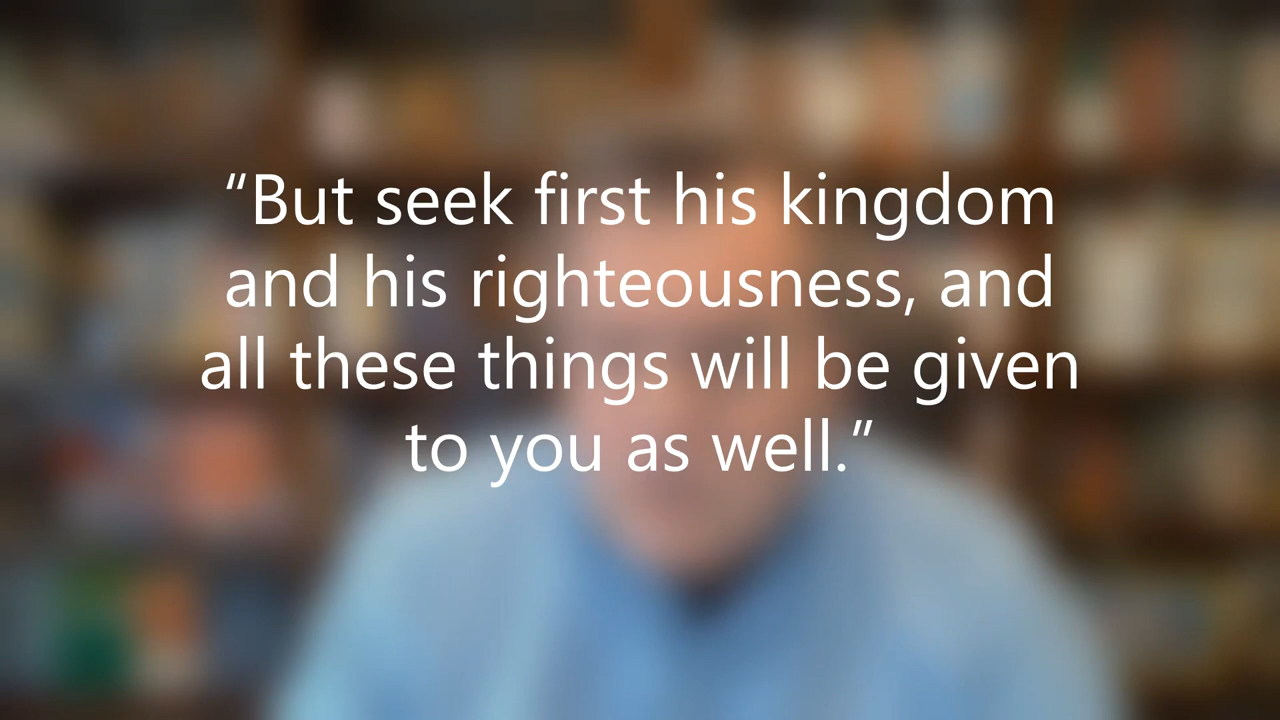 “But seek first his kingdom
and his righteousness, and
all these things will be given
to you as well.”